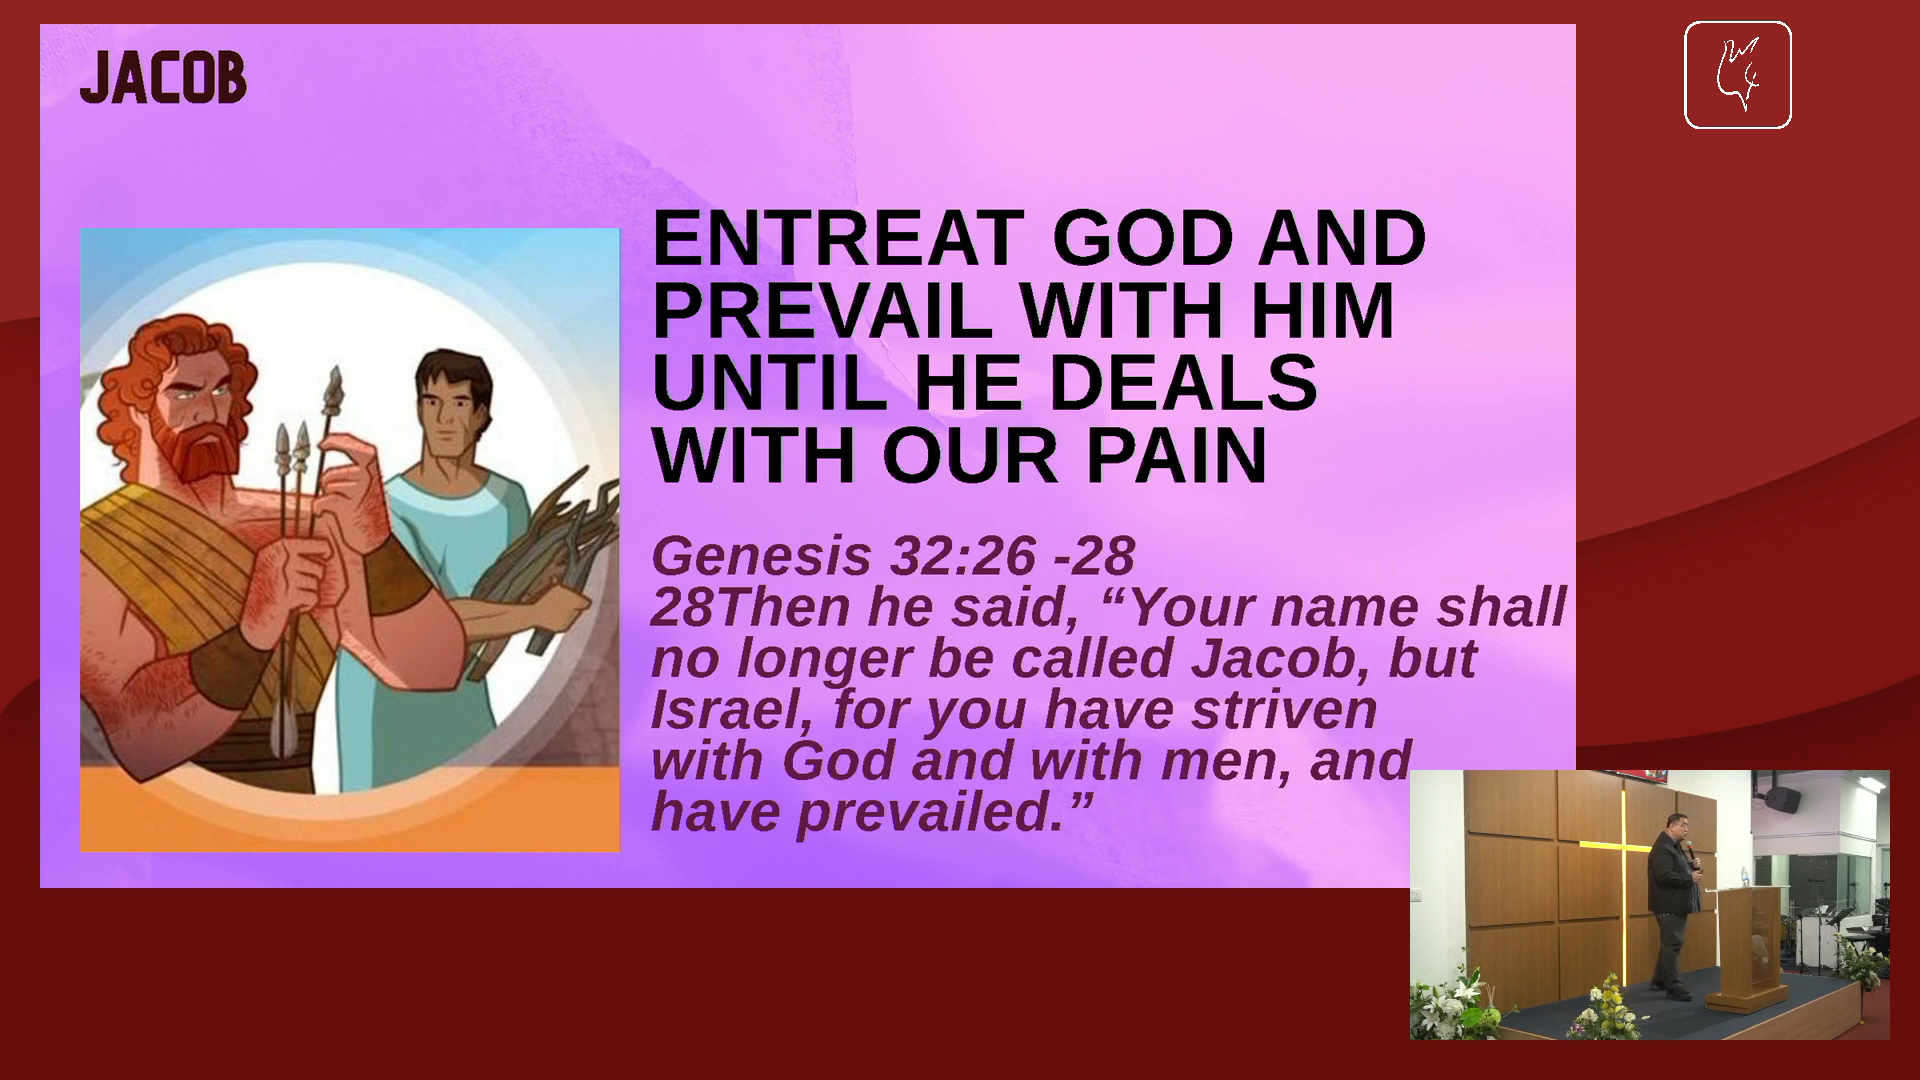 JACOB
ENTREAT GOD AND
PREVAIL WITH HIM
UNTIL HE DEALS
WITH OUR PAIN
Genesis 32:26 -28
28Then he said, “Your name shall
no longer be called Jacob, but
Israel, for you have striven
with God and with men, and
have prevailed.”